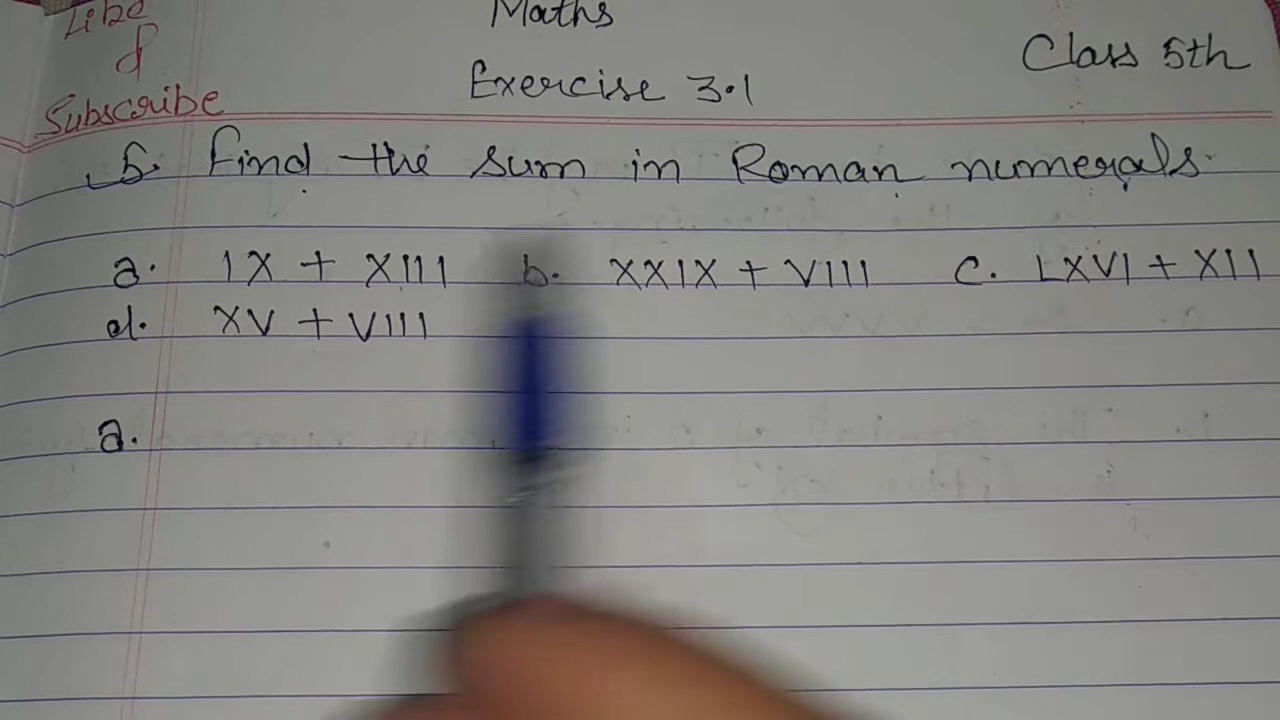 Like
&
Subscribe
Maths
Exercise 3.1
Class 5th
5. Find the sum in Roman numerals.
a. IX + XIII b. XXIX + VIII c. LXVI + XII
d. XV + VIII
a.